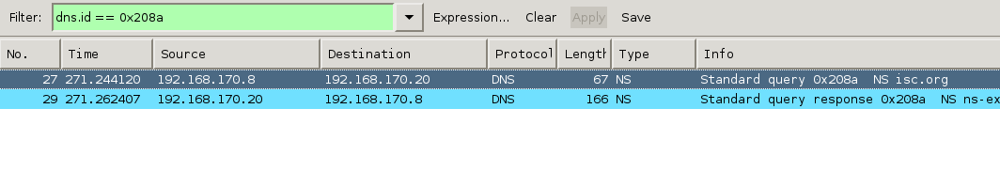 Filter: dns.id == 0x208a Expression... Clear Apply Save
No. Time Source Destination Protocol Length Type Info
27 271.244120 192.168.170.8 192.168.170.20 DNS 67 NS Standard query 0x208a NS isc.org
29 271.262407 192.168.170.20 192.168.170.8 DNS 166 NS Standard query response 0x208a NS ns-ex